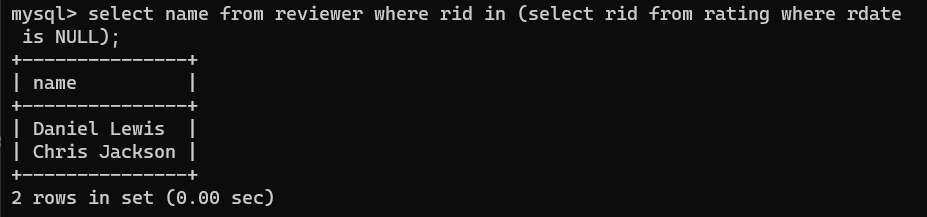 mysql> select name from reviewer where rid in (select rid from rating where rdate
 is NULL);
+---------------+
| name          |
+---------------+
| Daniel Lewis  |
| Chris Jackson |
+---------------+
2 rows in set (0.00 sec)